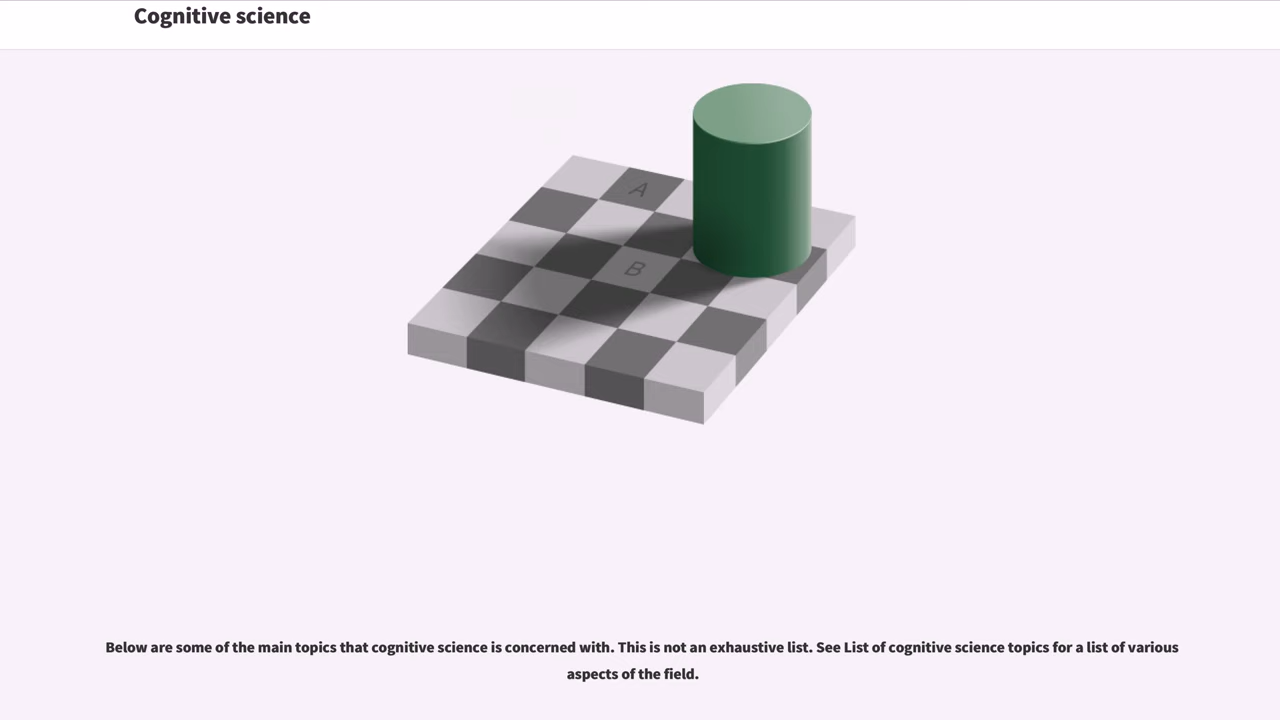 Cognitive science
A
B
Below are some of the main topics that cognitive science is concerned with. This is not an exhaustive list. See List of cognitive science topics for a list of various
aspects of the field.